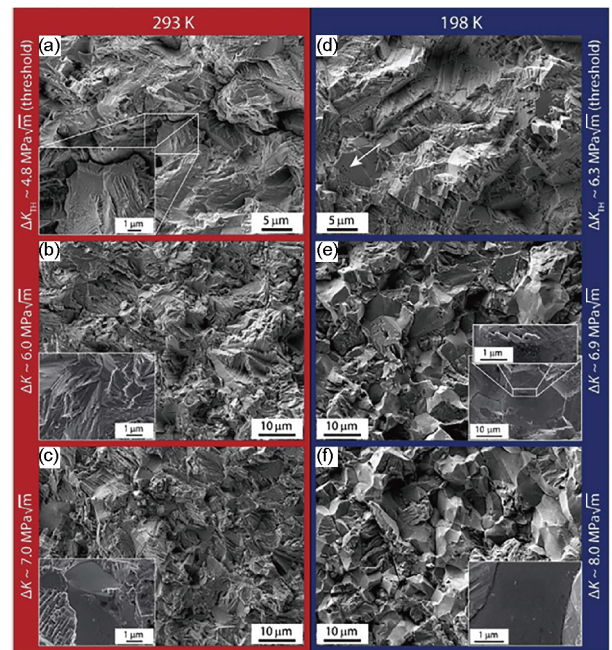 293 K
198 K
ΔK_TH ~ 4.8 MPa√m (threshold)
(a)
1 μm
5 μm
(d)
5 μm
ΔK_TH ~ 6.3 MPa√m (threshold)
ΔK ~ 6.0 MPa√m
(b)
1 μm
10 μm
(e)
1 μm
10 μm
10 μm
ΔK ~ 6.9 MPa√m
ΔK ~ 7.0 MPa√m
(c)
1 μm
10 μm
(f)
1 μm
10 μm
ΔK ~ 8.0 MPa√m